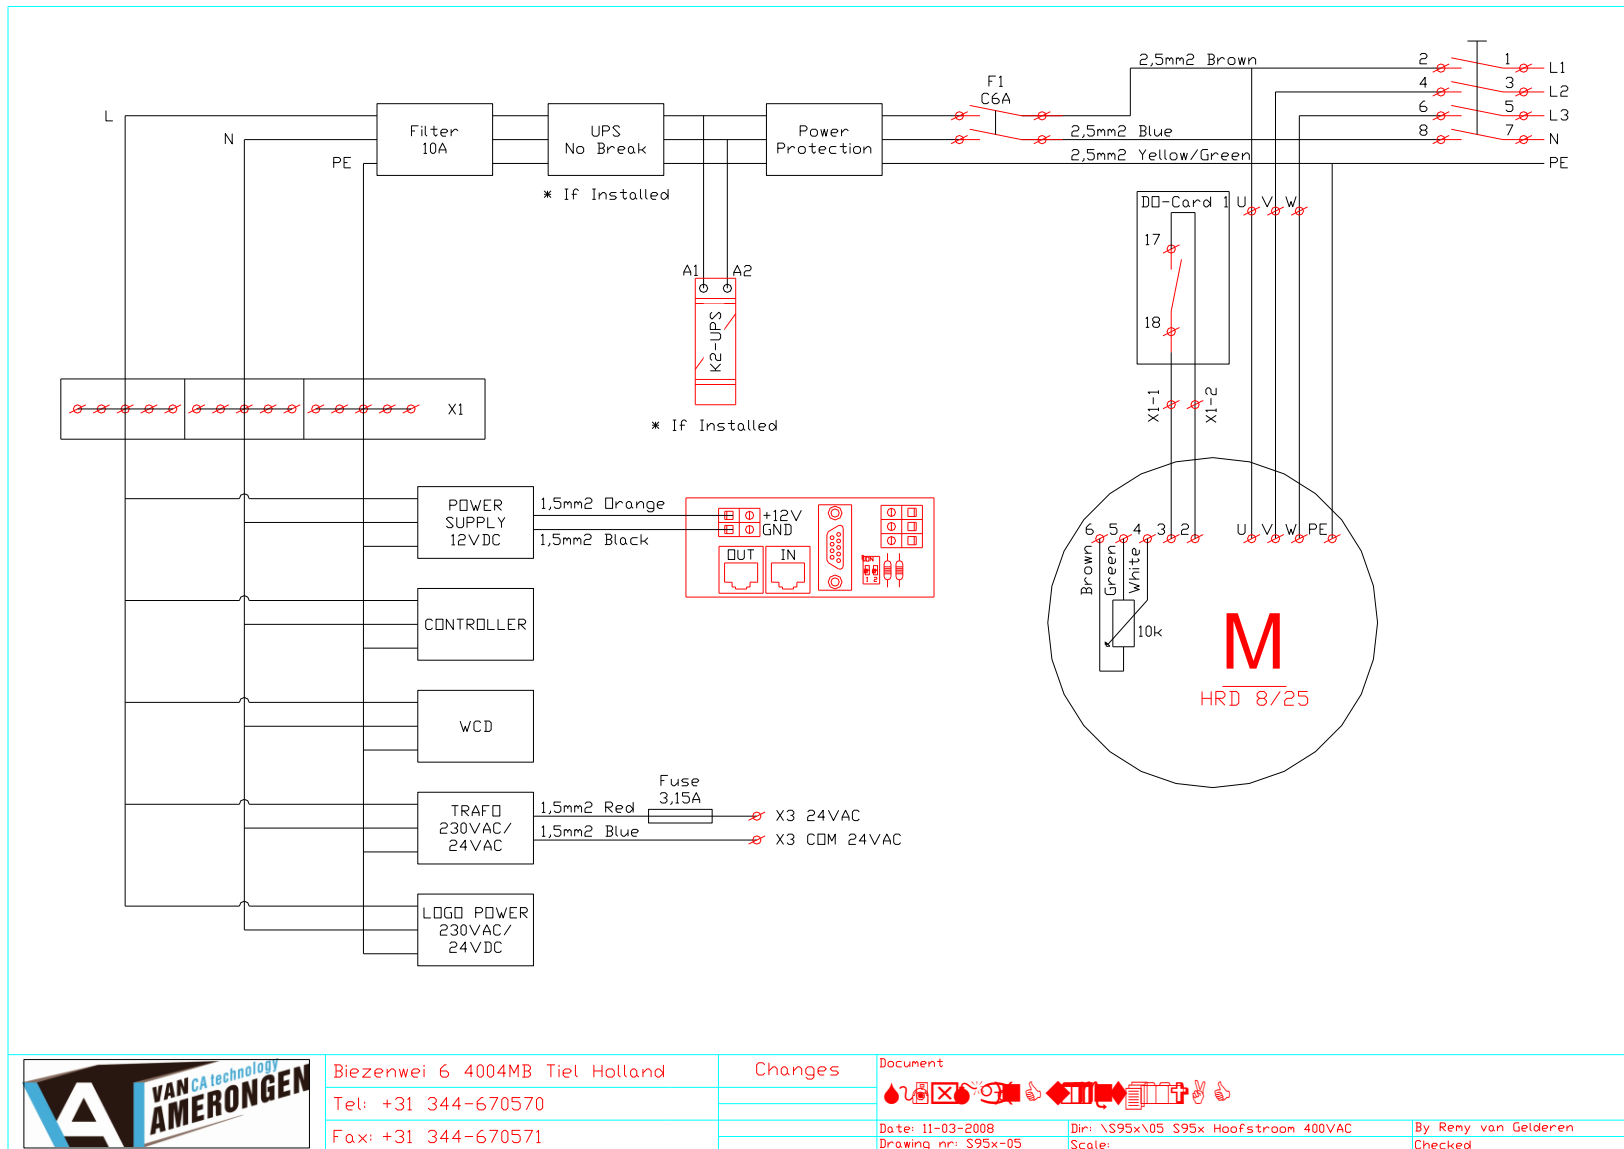 2,5mm2 Brown
2 1 L1
4 3 L2
6 5 L3
8 7 N
PE
F1
C6A
2,5mm2 Blue
2,5mm2 Yellow/Green
L
N
PE
Filter
10A
UPS
No Break
* If Installed
Power
Protection
DO-Card 1
U V W
17
18
A1 A2
K2-UPS
* If Installed
X1-1
X1-2
X1
POWER
SUPPLY
12VDC
1,5mm2 Orange
1,5mm2 Black
+12V
GND
OUT IN
ON
1 2
6 5 4 3 2 U V W PE
Brown
Green
White
10k
M
HRD 8/25
CONTROLLER
WCD
TRAFO
230VAC/
24VAC
1,5mm2 Red
1,5mm2 Blue
Fuse
3,15A
X3 24VAC
X3 COM 24VAC
LOGO POWER
230VAC/
24VDC
VAN CA technology
AMERONGEN
Biezenwei 6 4004MB Tiel Holland
Tel: +31 344-670570
Fax: +31 344-670571
Changes
Document
Date: 11-03-2008
Drawing nr: S95x-05
Dir: \S95x\05 S95x Hoofstroom 400VAC
Scale:
By Remy van Gelderen
Checked